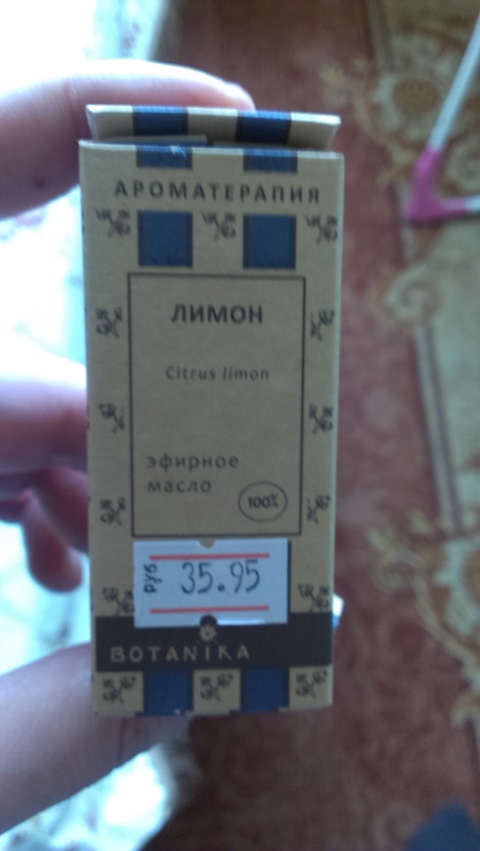 АРОМАТЕРАПИЯ
ЛИМОН
Citrus limon
эфирное
масло
100%
руб 35.95
BOTANIKA